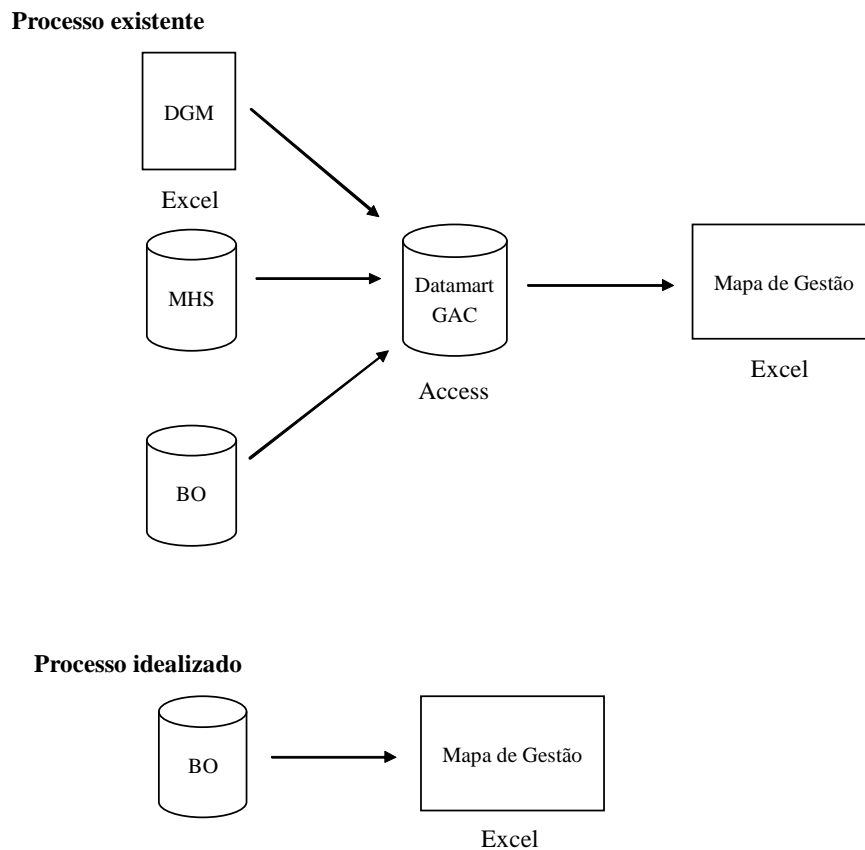 Processo existente
DGM
Excel
MHS
Datamart
GAC
Access
Mapa de Gestão
Excel
BO
Processo idealizado
BO
Mapa de Gestão
Excel